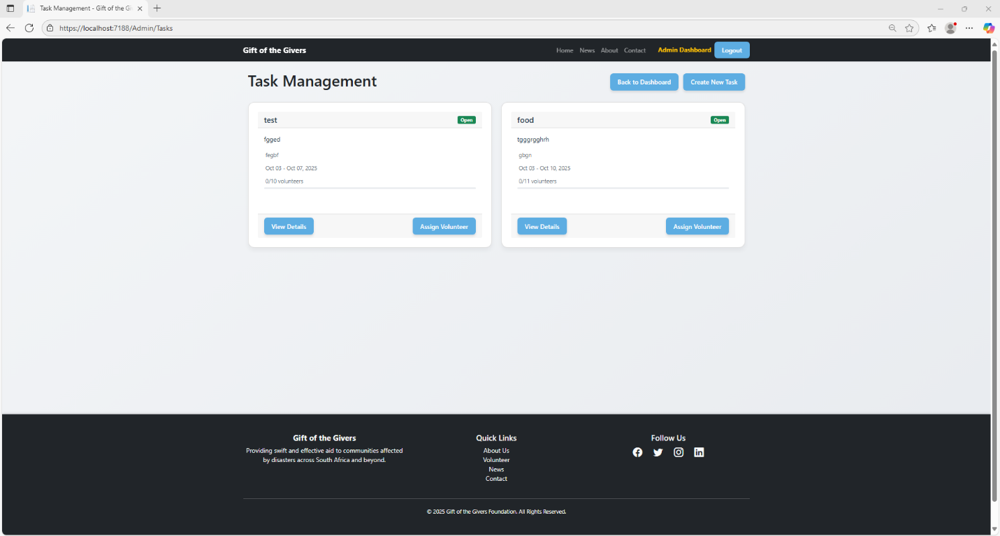 Task Management - Gift of the Gi
https://localhost:7188/Admin/Tasks
Gift of the Givers
Home News About Contact Admin Dashboard Logout
Task Management
Back to Dashboard Create New Task
test Open
fgged
fegbf
Oct 03 - Oct 07, 2025
0/10 volunteers
View Details Assign Volunteer
food Open
tgggrgghrh
gbgn
Oct 03 - Oct 10, 2025
0/11 volunteers
View Details Assign Volunteer
Gift of the Givers
Providing swift and effective aid to communities affected
by disasters across South Africa and beyond.
Quick Links
About Us
Volunteer
News
Contact
Follow Us
© 2025 Gift of the Givers Foundation. All Rights Reserved.